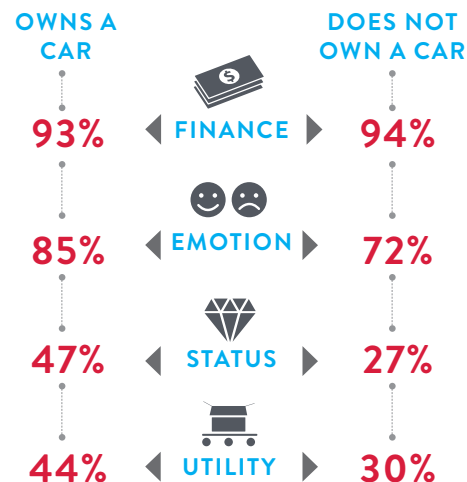 OWNS A
CAR
DOES NOT
OWN A CAR
$
93% FINANCE 94%
85% EMOTION 72%
47% STATUS 27%
44% UTILITY 30%